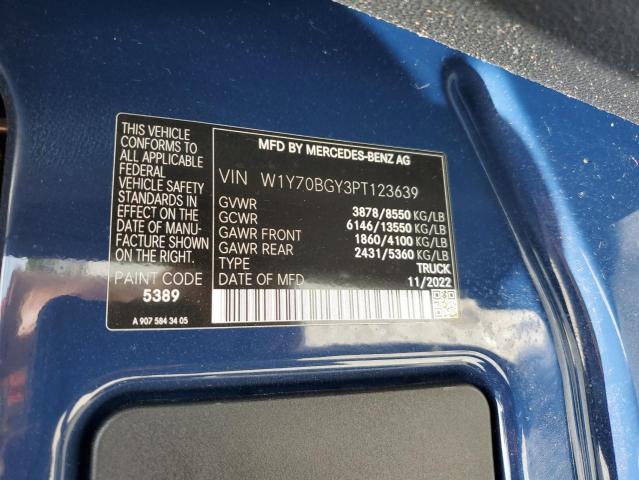 THIS VEHICLE
CONFORMS TO
ALL APPLICABLE
FEDERAL
MOTOR
VEHICLE SAFETY
STANDARDS IN
EFFECT ON THE
DATE OF MANU-
FACTURE SHOWN
ON THE RIGHT.
PAINT CODE
5389
A 907 584 34 05
MFD BY MERCEDES-BENZ AG
VIN W1Y70BGY3PT123639
GVWR 3878/8550 KG/LB
GCWR 6146/13550 KG/LB
GAWR FRONT 1860/4100 KG/LB
GAWR REAR 2431/5360 KG/LB
TYPE TRUCK
DATE OF MFD 11/2022